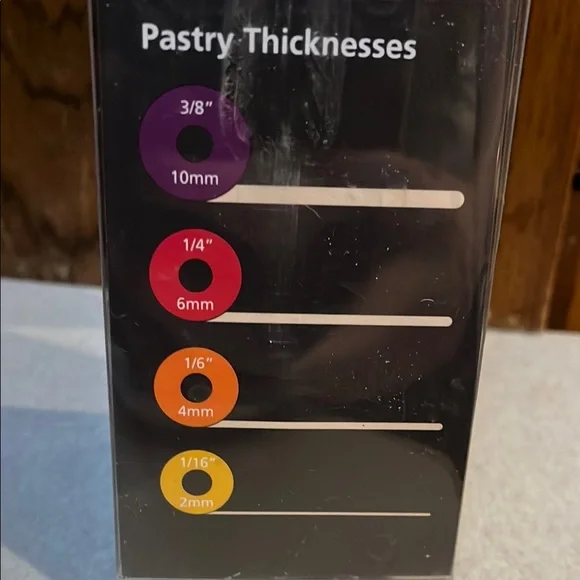 Pastry Thicknesses
3/8"
10mm
1/4"
6mm
1/6"
4mm
1/16"
2mm